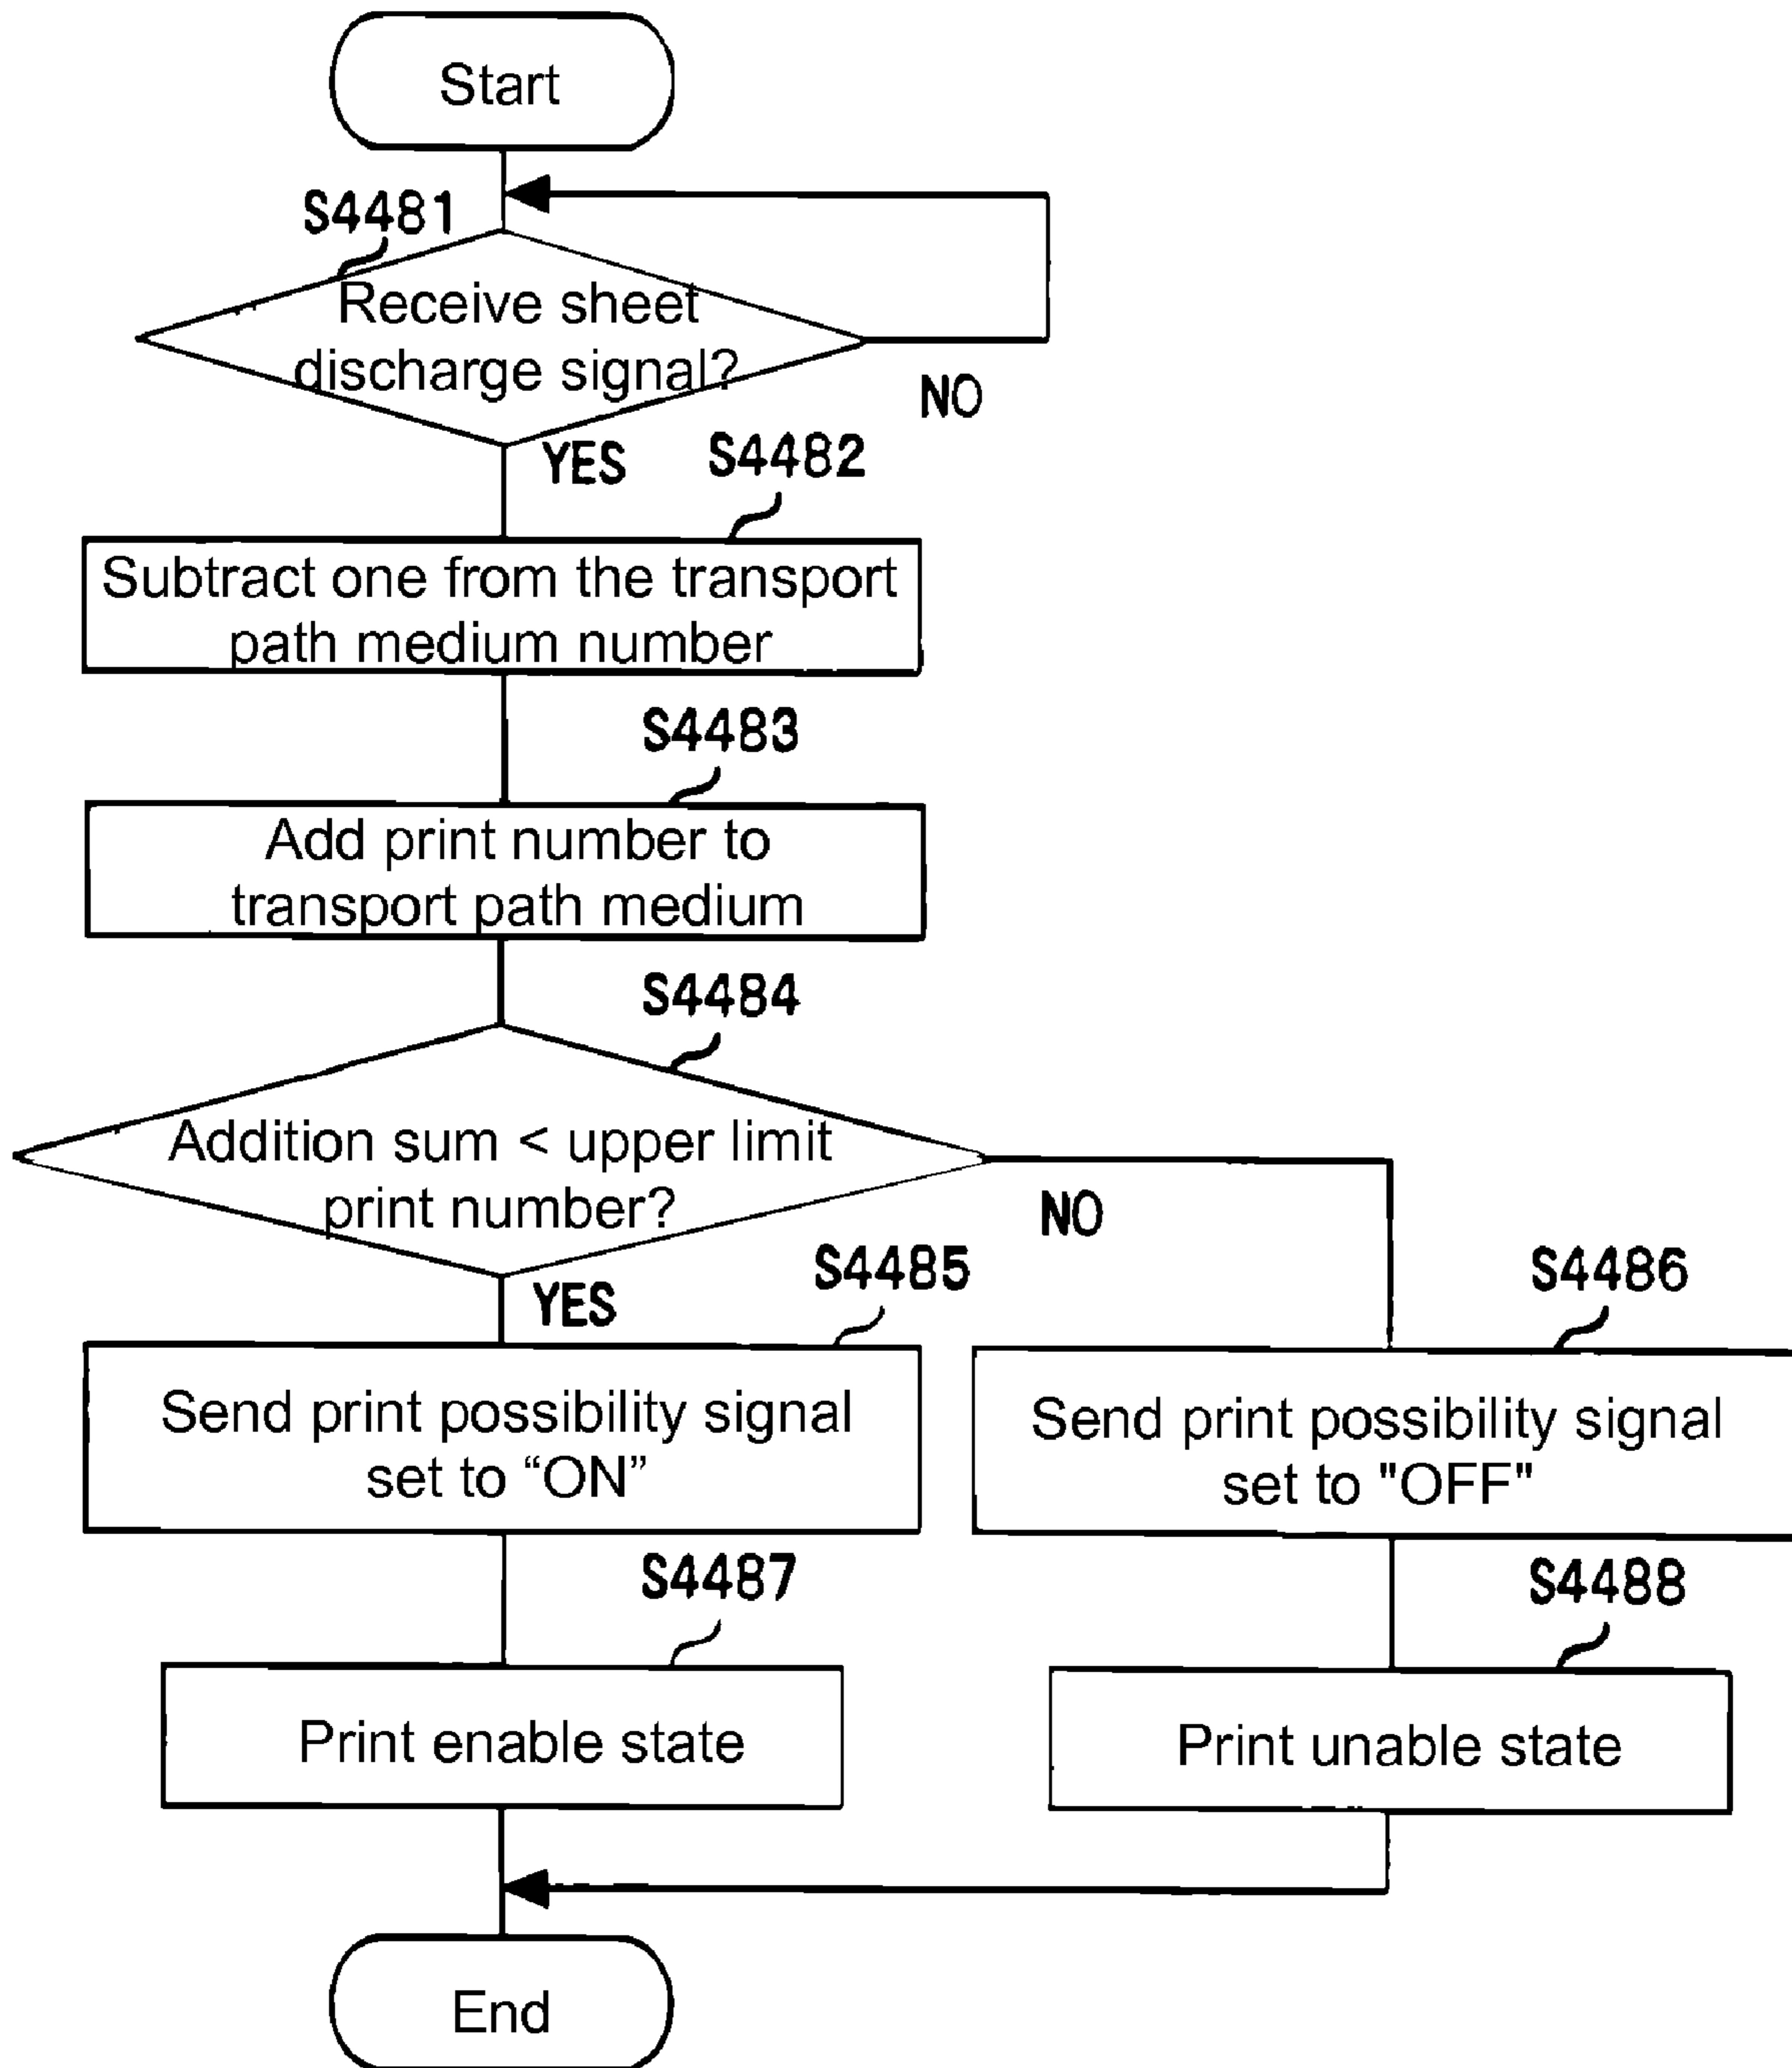 Start
S4481
Receive sheet
discharge signal?
NO
YES
S4482
Subtract one from the transport
path medium number
S4483
Add print number to
transport path medium
S4484
Addition sum < upper limit
print number?
NO
YES
S4485
S4486
Send print possibility signal
set to “ON”
Send print possibility signal
set to "OFF"
S4487
S4488
Print enable state
Print unable state
End